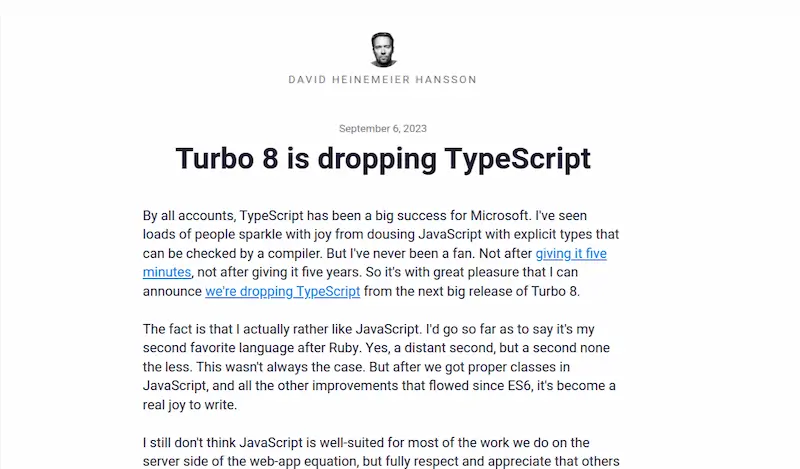 DAVID HEINEMEIER HANSSON
September 6, 2023
Turbo 8 is dropping TypeScript
By all accounts, TypeScript has been a big success for Microsoft. I've seen
loads of people sparkle with joy from dousing JavaScript with explicit types that
can be checked by a compiler. But I've never been a fan. Not after giving it five
minutes, not after giving it five years. So it's with great pleasure that I can
announce we're dropping TypeScript from the next big release of Turbo 8.
The fact is that I actually rather like JavaScript. I'd go so far as to say it's my
second favorite language after Ruby. Yes, a distant second, but a second none
the less. This wasn't always the case. But after we got proper classes in
JavaScript, and all the other improvements that flowed since ES6, it's become a
real joy to write.
I still don't think JavaScript is well-suited for most of the work we do on the
server side of the web-app equation, but fully respect and appreciate that others